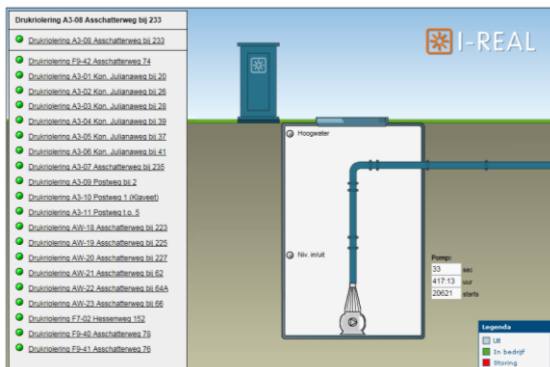 Drukriolering A3-08 Asschatterweg bij 233
Drukriolering A3-08 Asschatterweg bij 233
Drukriolering F9-42 Asschatterweg 74
Drukriolering A3-01 Kon. Julianaweg bij 20
Drukriolering A3-02 Kon. Julianaweg bij 26
Drukriolering A3-03 Kon. Julianaweg bij 28
Drukriolering A3-04 Kon. Julianaweg bij 39
Drukriolering A3-05 Kon. Julianaweg bij 37
Drukriolering A3-06 Kon. Julianaweg bij 41
Drukriolering A3-07 Asschatterweg bij 235
Drukriolering A3-09 Postweg bij 2
Drukriolering A3-10 Postweg 1 (Klaveet)
Drukriolering A3-11 Postweg t.o. 5
Drukriolering AW-18 Asschatterweg bij 223
Drukriolering AW-19 Asschatterweg bij 225
Drukriolering AW-20 Asschatterweg bij 227
Drukriolering AW-21 Asschatterweg bij 62
Drukriolering AW-22 Asschatterweg bij 64A
Drukriolering AW-23 Asschatterweg bij 66
Drukriolering F7-02 Hessenweg 152
Drukriolering F9-40 Asschatterweg 78
Drukriolering F9-41 Asschatterweg 76
I-REAL
Hoogwater
Niv. in/uit
Pomp:
33 sec
417:13 uur
20621 starts
Legenda
Uit
In bedrijf
Storing